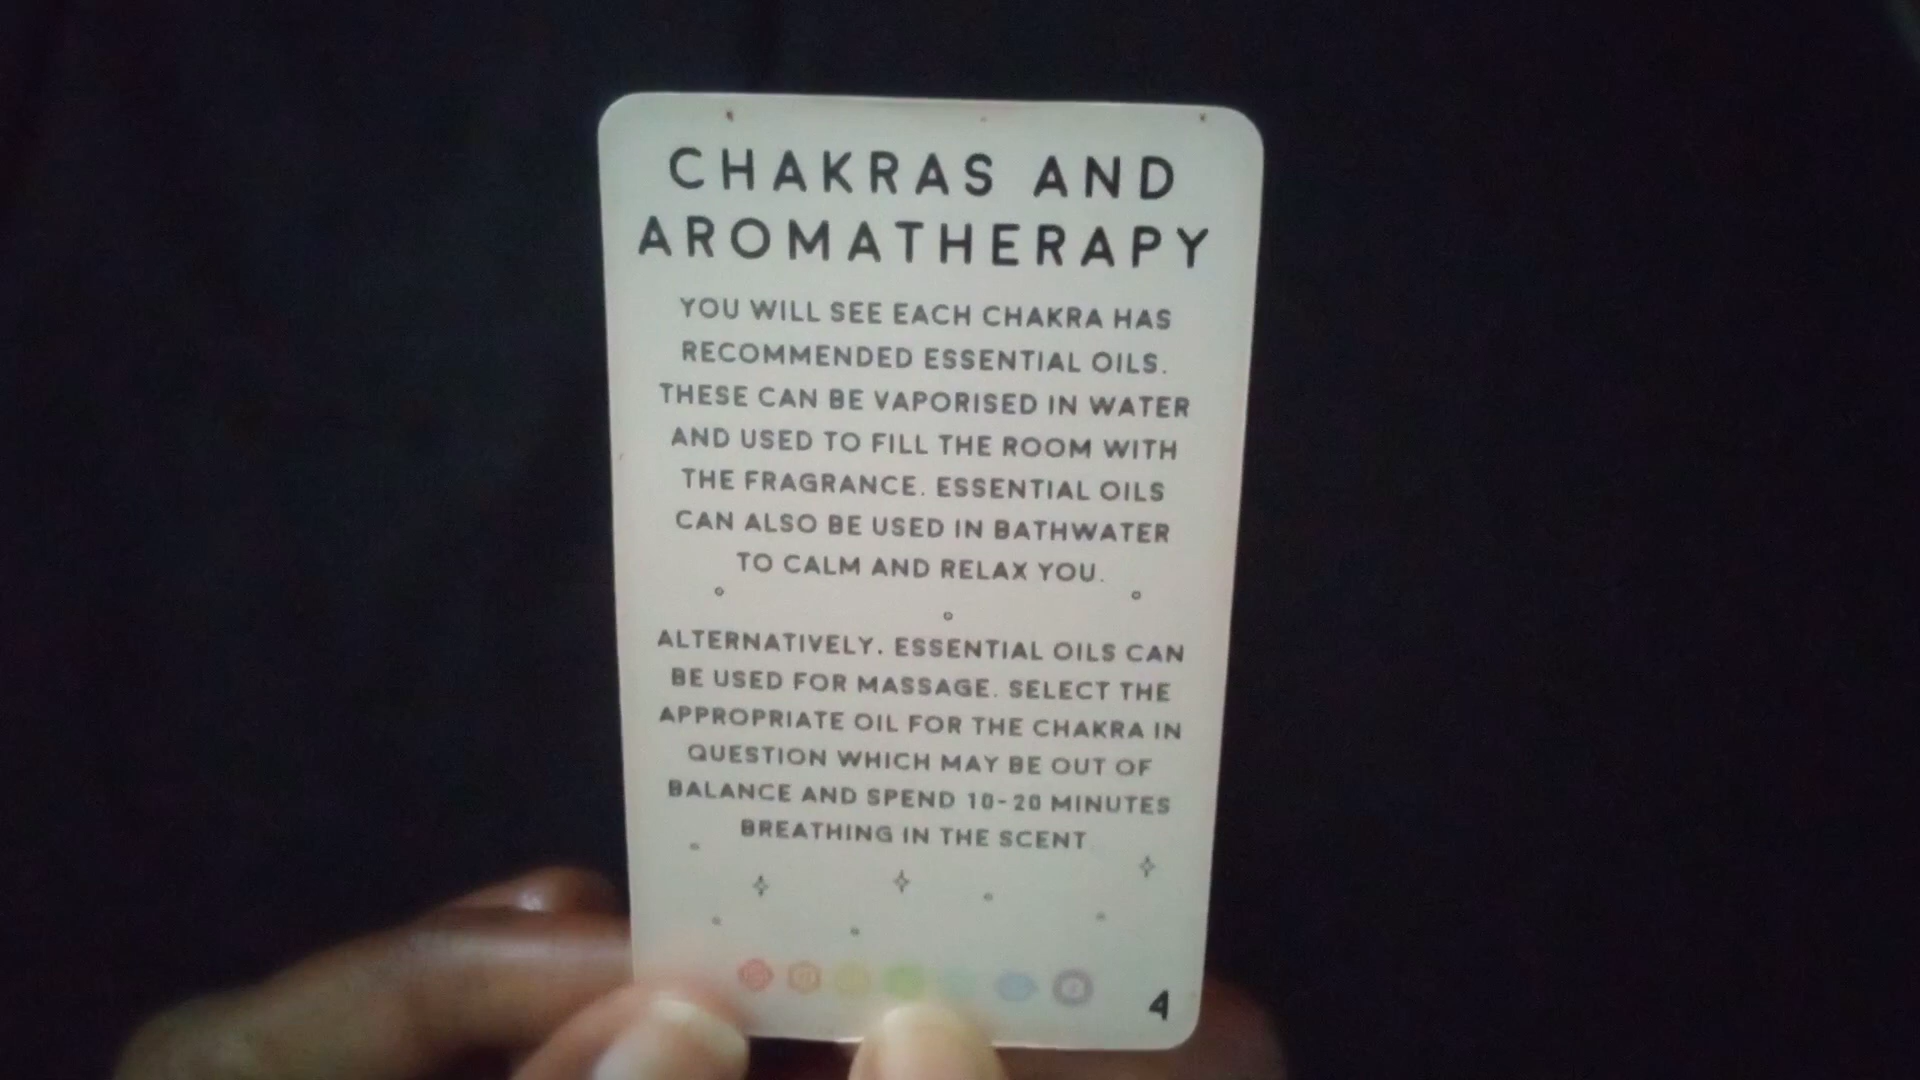 CHAKRAS AND
AROMATHERAPY
YOU WILL SEE EACH CHAKRA HAS
RECOMMENDED ESSENTIAL OILS.
THESE CAN BE VAPORISED IN WATER
AND USED TO FILL THE ROOM WITH
THE FRAGRANCE. ESSENTIAL OILS
CAN ALSO BE USED IN BATHWATER
TO CALM AND RELAX YOU.
ALTERNATIVELY. ESSENTIAL OILS CAN
BE USED FOR MASSAGE. SELECT THE
APPROPRIATE OIL FOR THE CHAKRA IN
QUESTION WHICH MAY BE OUT OF
BALANCE AND SPEND 10-20 MINUTES
BREATHING IN THE SCENT
4